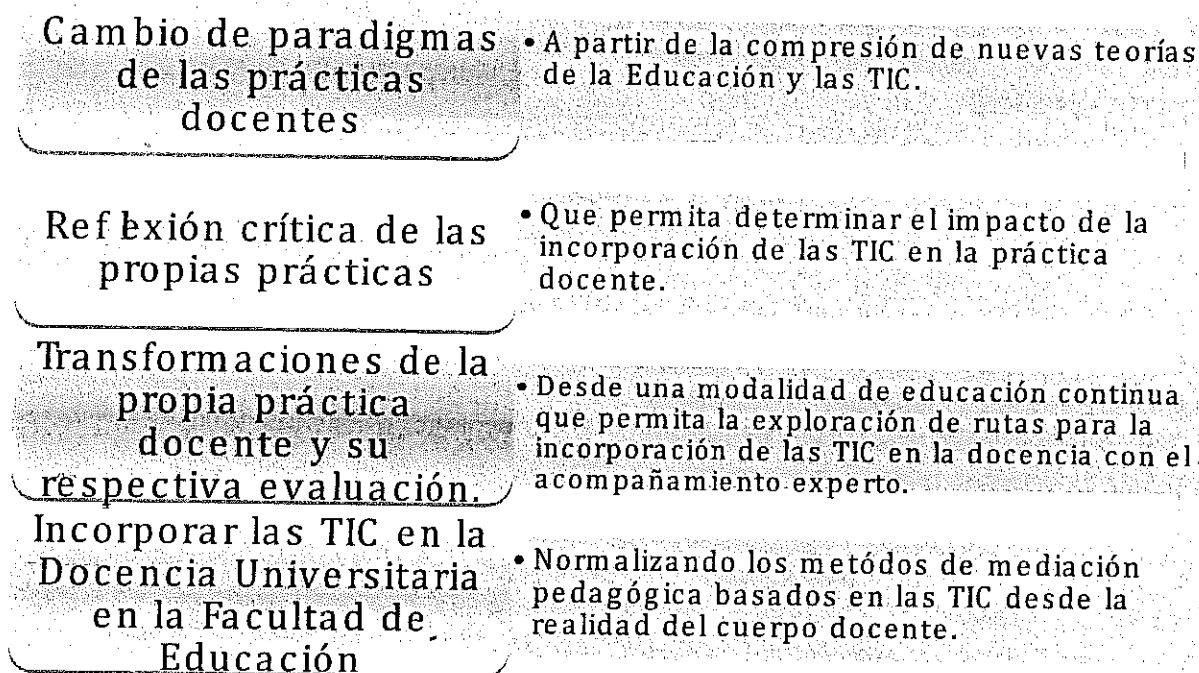 Cambio de paradigmas
de las prácticas
docentes
• A partir de la compresión de nuevas teorías
de la Educación y las TIC.
Reflexión crítica de las
propias prácticas
• Que permita determinar el impacto de la
incorporación de las TIC en la práctica
docente.
Transformaciones de la
propia práctica
docente y su
respectiva evaluación.
• Desde una modalidad de educación continua
que permita la exploración de rutas para la
incorporación de las TIC en la docencia con el
acompañamiento experto.
Incorporar las TIC en la
Docencia Universitaria
en la Facultad de
Educación
• Normalizando los metódos de mediación
pedagógica basados en las TIC desde la
realidad del cuerpo docente.